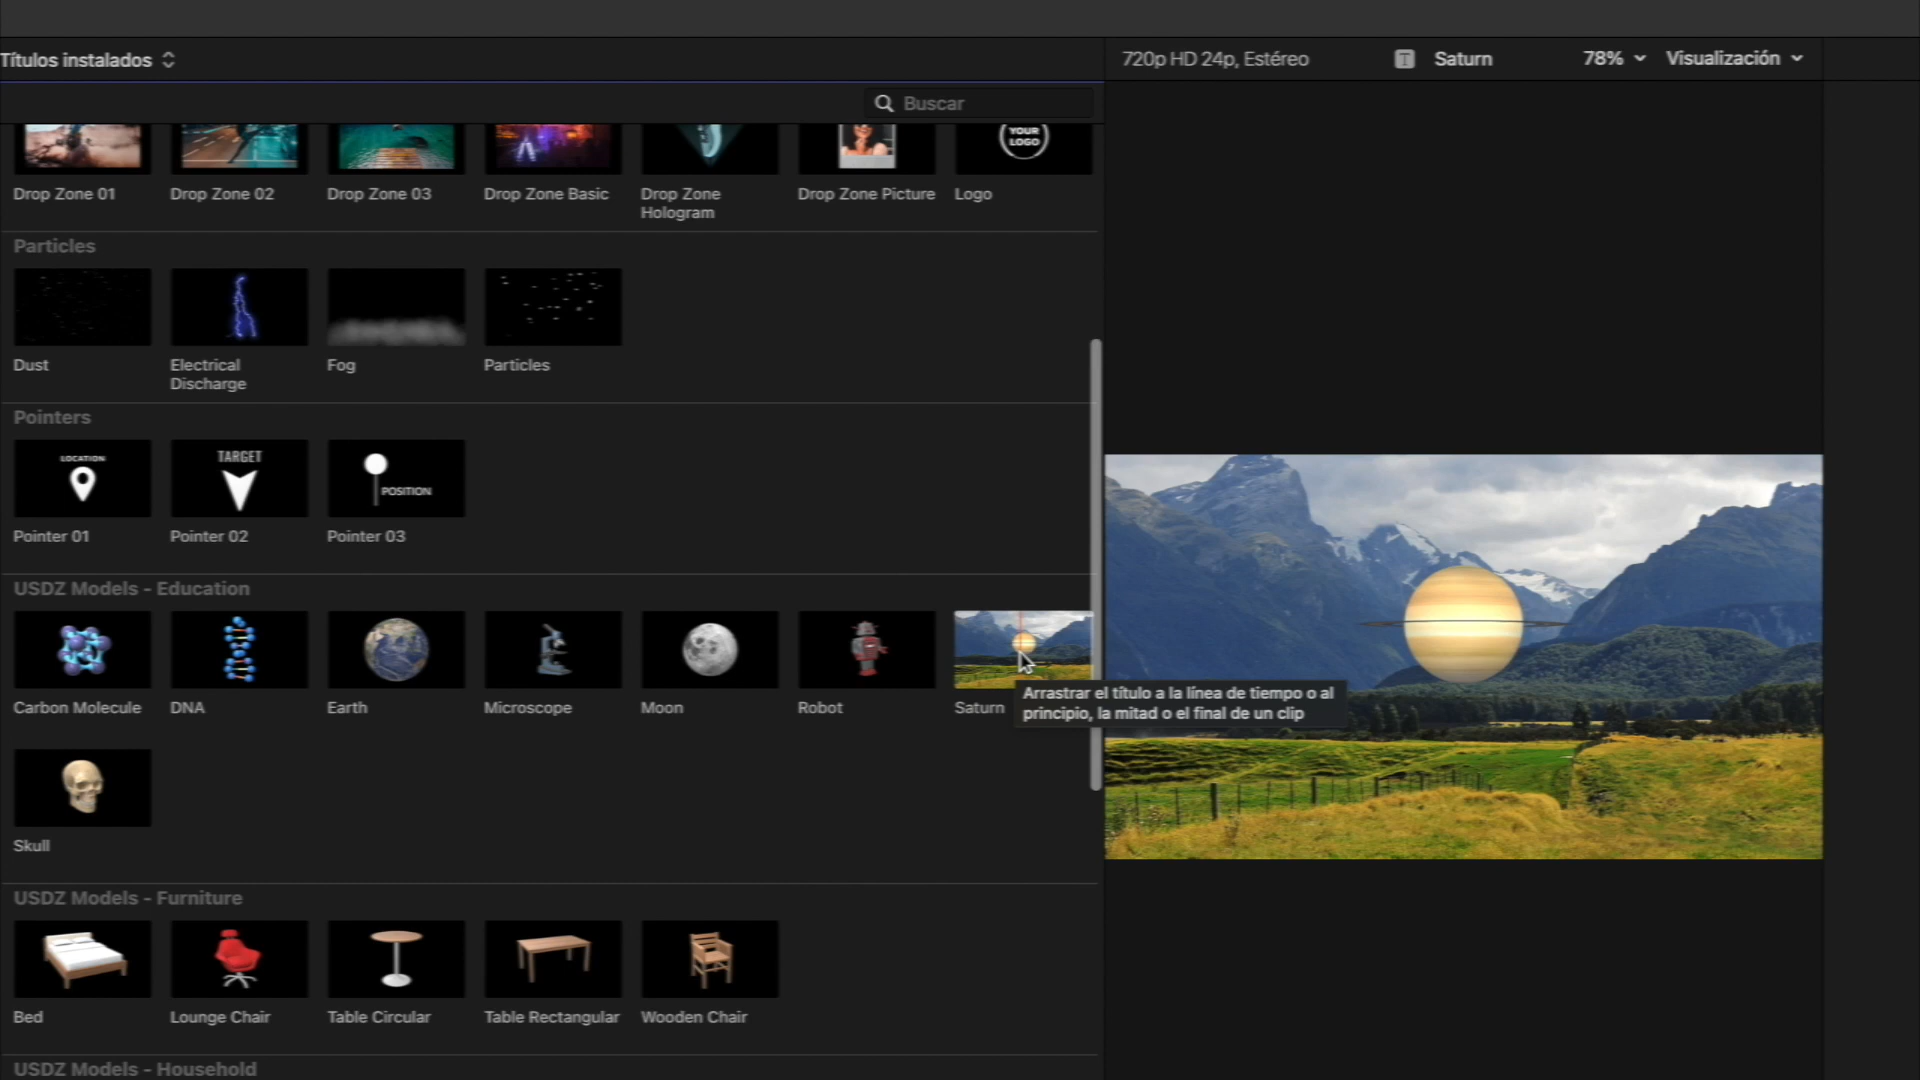 Títulos instalados
720p HD 24p, Estéreo
Saturn
78%
Visualización
Buscar
YOUR
LOGO
Drop Zone 01
Drop Zone 02
Drop Zone 03
Drop Zone Basic
Drop Zone
Hologram
Drop Zone Picture
Logo
Particles
Dust
Electrical
Discharge
Fog
Particles
Pointers
LOCATION
TARGET
POSITION
Pointer 01
Pointer 02
Pointer 03
USDZ Models - Education
Carbon Molecule
DNA
Earth
Microscope
Moon
Robot
Saturn
Arrastrar el título a la línea de tiempo o al
principio, la mitad o el final de un clip
Skull
USDZ Models - Furniture
Bed
Lounge Chair
Table Circular
Table Rectangular
Wooden Chair
USDZ Models - Household